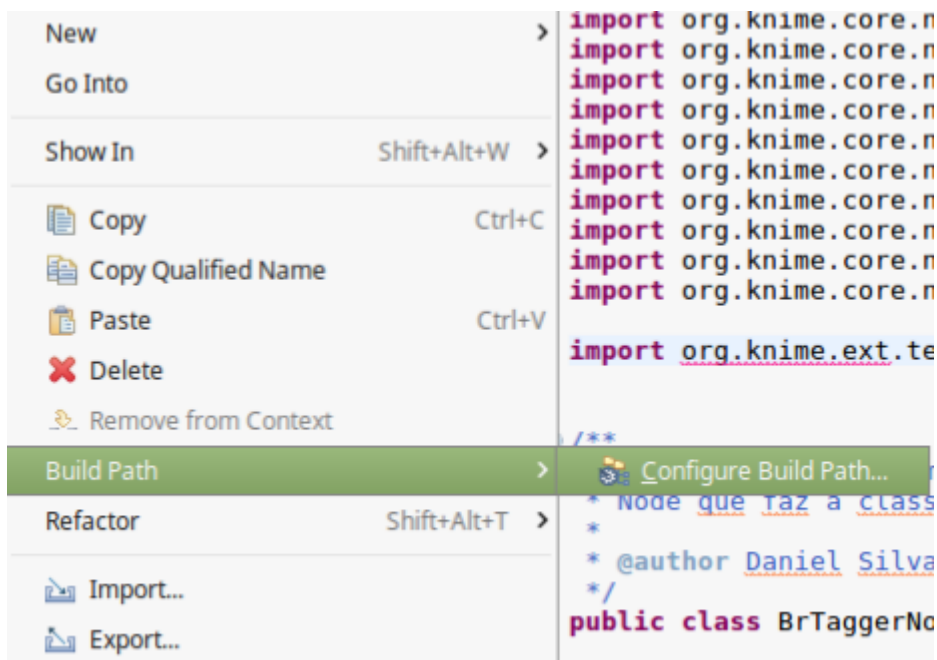 New
Go Into
Show In Shift+Alt+W
Copy Ctrl+C
Copy Qualified Name
Paste Ctrl+V
Delete
Remove from Context
Build Path
Refactor Shift+Alt+T
Import...
Export...
Configure Build Path...
import org.knime.core.n
import org.knime.core.n
import org.knime.core.n
import org.knime.core.n
import org.knime.core.n
import org.knime.core.n
import org.knime.core.n
import org.knime.core.n
import org.knime.core.n
import org.knime.core.n
import org.knime.ext.te
/**
* Node que faz a class
*
* @author Daniel Silva
*/
public class BrTaggerNo